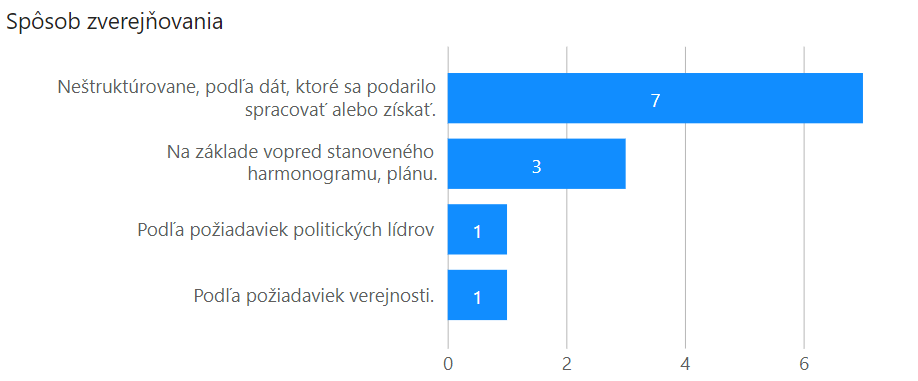 Spôsob zverejňovania
Neštruktúrovane, podľa dát, ktoré sa podarilo
spracovať alebo získať.
7
Na základe vopred stanoveného
harmonogramu, plánu.
3
Podľa požiadaviek politických lídrov
1
Podľa požiadaviek verejnosti.
1
0 2 4 6